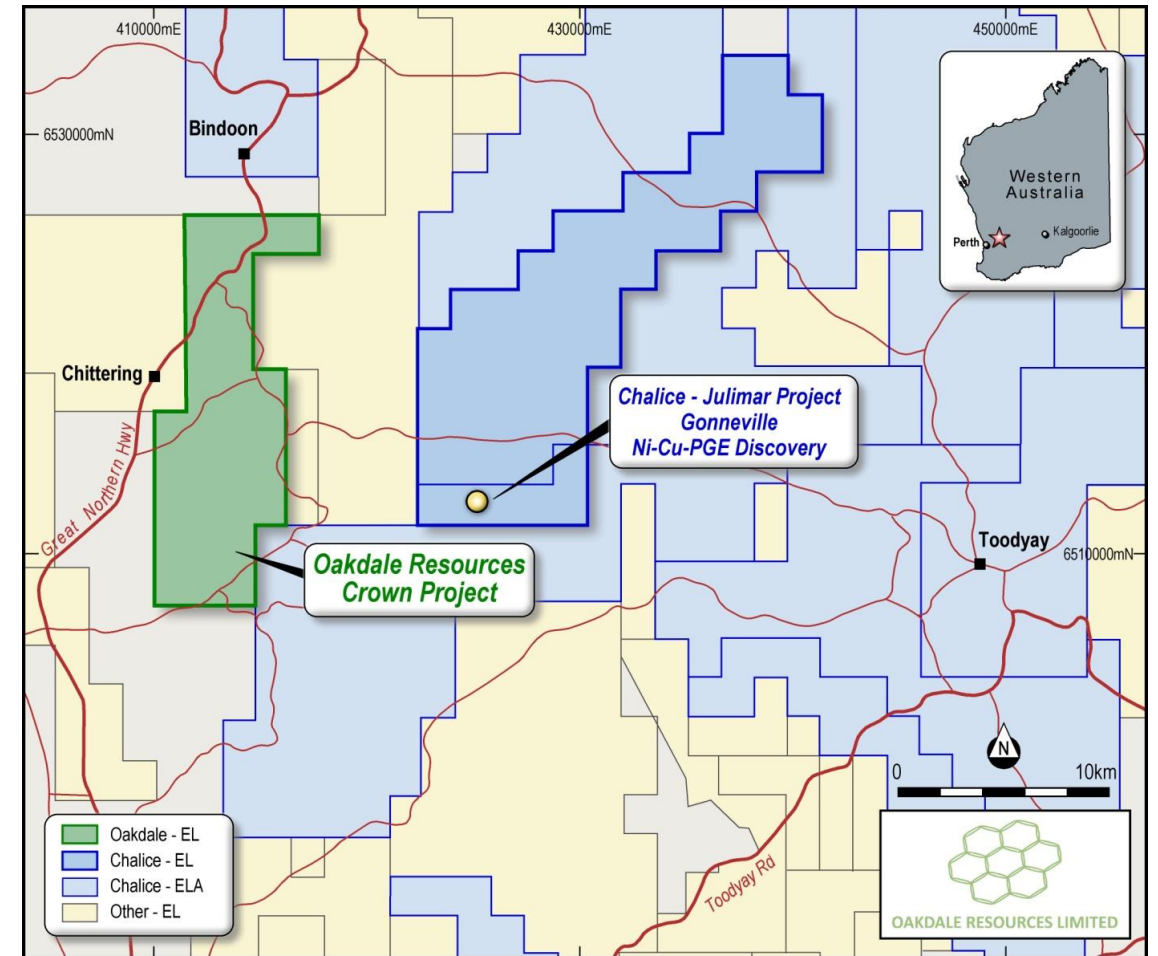 410000mE
430000mE
450000mE
6530000mN
Bindoon
Western
Australia
Perth
Kalgoorlie
Chittering
Chalice - Julimar Project
Gonneville
Ni-Cu-PGE Discovery
Great Northern Hwy
Toodyay
6510000mN
Oakdale Resources
Crown Project
N
0
10km
Oakdale - EL
Chalice - EL
Chalice - ELA
Other - EL
Toodyay Rd
OAKDALE RESOURCES LIMITED